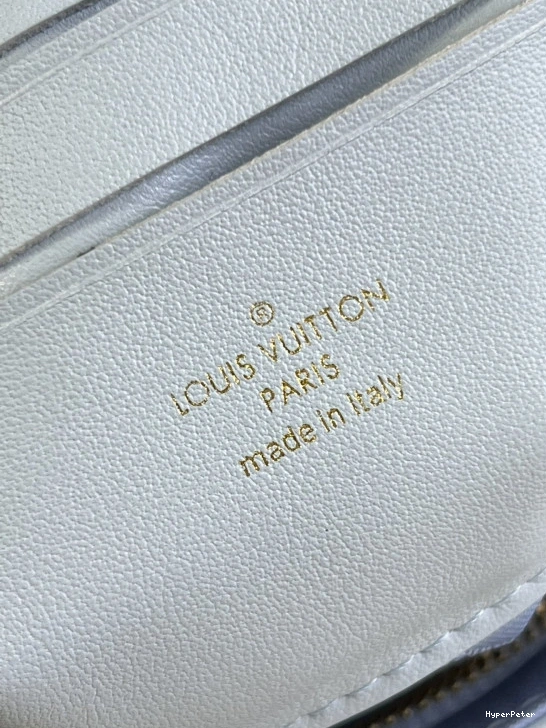 ®
LOUIS VUITTON
PARIS
made in Italy
HyperPeter